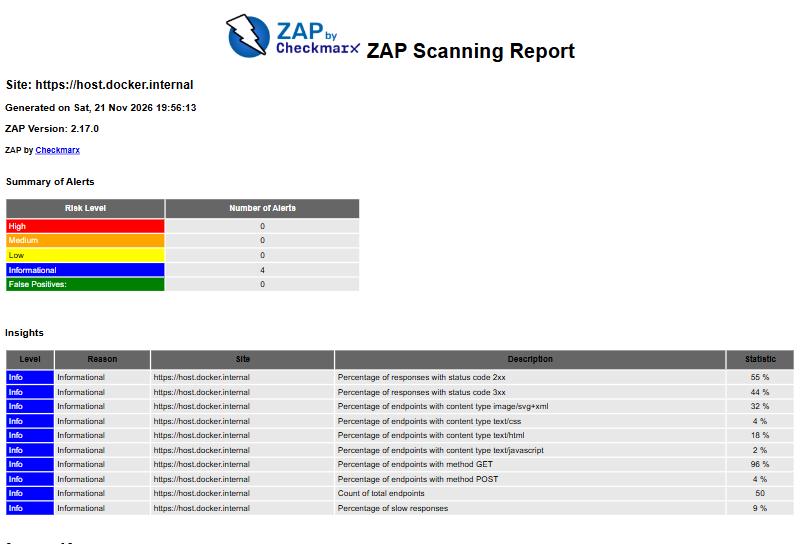 ZAP by
Checkmarx ZAP Scanning Report
Site: https://host.docker.internal
Generated on Sat, 21 Nov 2026 19:56:13
ZAP Version: 2.17.0
ZAP by Checkmarx
Summary of Alerts
Risk Level Number of Alerts
High 0
Medium 0
Low 0
Informational 4
False Positives: 0
Insights
Level Reason Site Description Statistic
Info Informational https://host.docker.internal Percentage of responses with status code 2xx 55 %
Info Informational https://host.docker.internal Percentage of responses with status code 3xx 44 %
Info Informational https://host.docker.internal Percentage of endpoints with content type image/svg+xml 32 %
Info Informational https://host.docker.internal Percentage of endpoints with content type text/css 4 %
Info Informational https://host.docker.internal Percentage of endpoints with content type text/html 18 %
Info Informational https://host.docker.internal Percentage of endpoints with content type text/javascript 2 %
Info Informational https://host.docker.internal Percentage of endpoints with method GET 96 %
Info Informational https://host.docker.internal Percentage of endpoints with method POST 4 %
Info Informational https://host.docker.internal Count of total endpoints 50
Info Informational https://host.docker.internal Percentage of slow responses 9 %